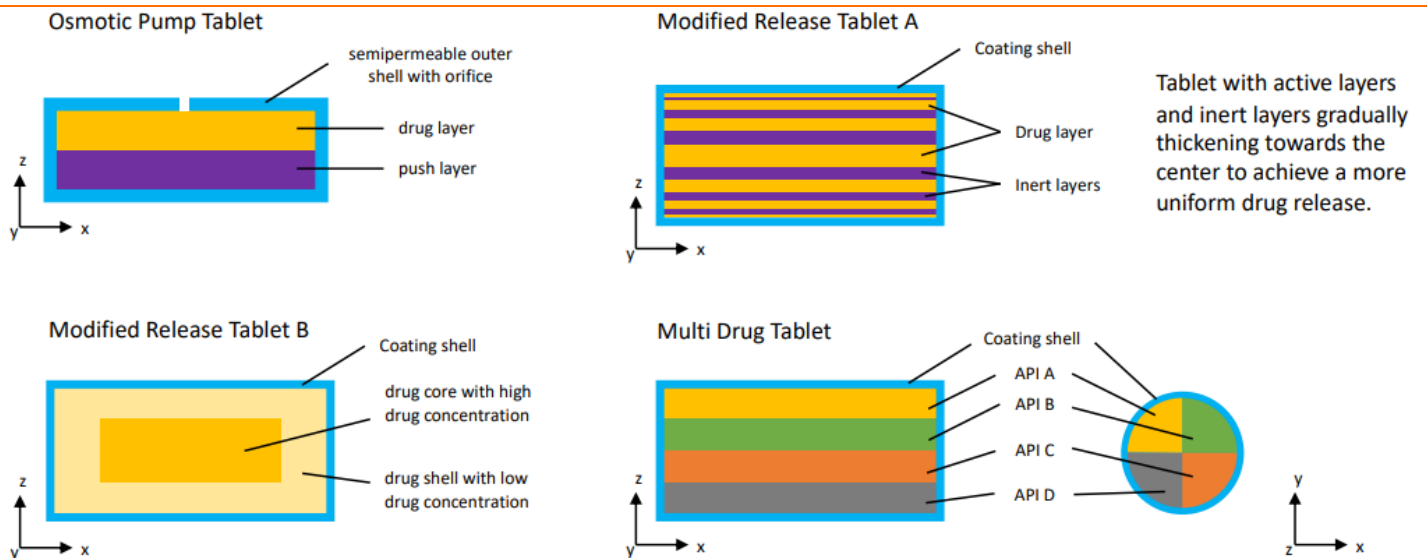 Osmotic Pump Tablet
semipermeable outer
shell with orifice
drug layer
push layer
z
y
x
Modified Release Tablet A
Coating shell
Drug layer
Inert layers
z
y
x
Tablet with active layers
and inert layers gradually
thickening towards the
center to achieve a more
uniform drug release.
Modified Release Tablet B
Coating shell
drug core with high
drug concentration
drug shell with low
drug concentration
z
y
x
Multi Drug Tablet
Coating shell
API A
API B
API C
API D
z
y
x
y
z
x